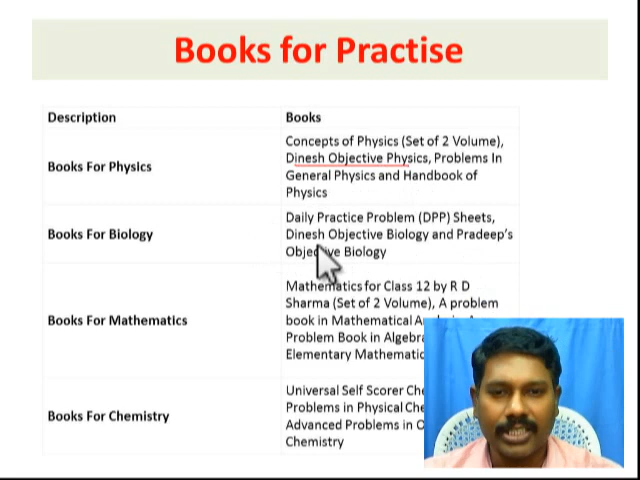 Books for Practise
Description
Books
Books For Physics
Concepts of Physics (Set of 2 Volume),
Dinesh Objective Physics, Problems In
General Physics and Handbook of
Physics
Books For Biology
Daily Practice Problem (DPP) Sheets,
Dinesh Objective Biology and Pradeep's
Objective Biology
Books For Mathematics
Mathematics for Class 12 by R D
Sharma (Set of 2 Volume), A problem
book in Mathematical
Problem Book in Algebra
Elementary
Books For Chemistry
Universal Self Scorer
Problems in Physical
Advanced Problems in
Chemistry